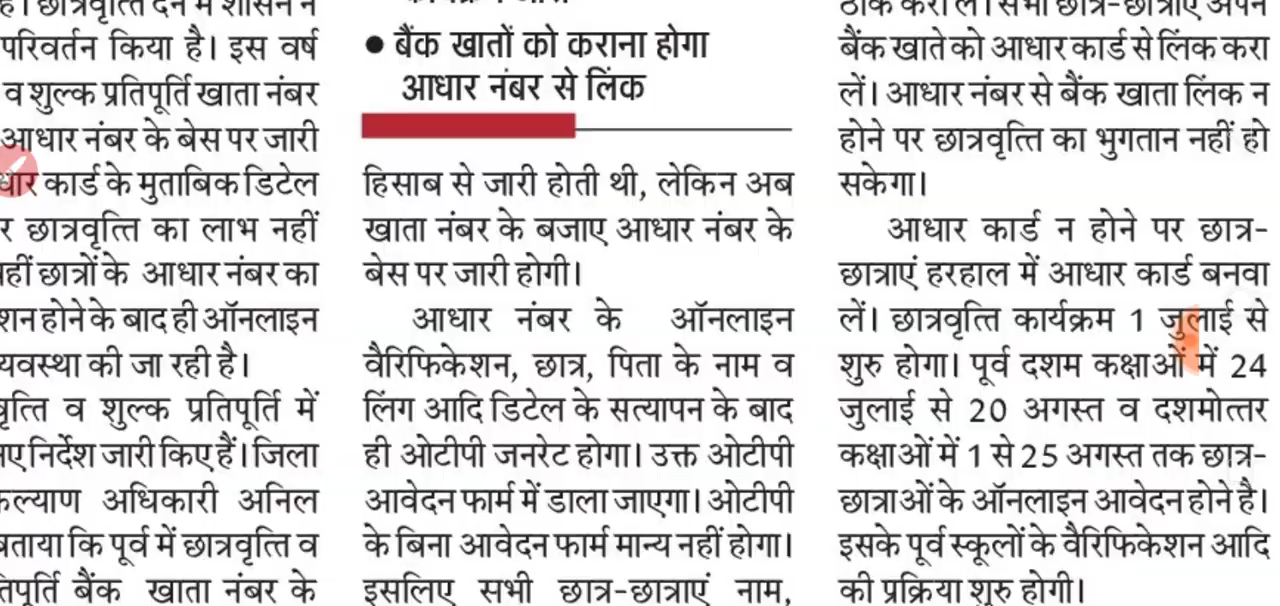 परिवर्तन किया है। इस वर्ष
व शुल्क प्रतिपूर्ति खाता नंबर
आधार नंबर के बेस पर जारी
कार्ड के मुताबिक डिटेल
छात्रवृत्ति का लाभ नहीं
छात्रों के आधार नंबर का
होने के बाद ही ऑनलाइन
की जा रही है।
व शुल्क प्रतिपूर्ति में
निर्देश जारी किए हैं। जिला
अधिकारी अनिल
कि पूर्व में छात्रवृत्ति व
बैंक खाता नंबर के
● बैंक खातों को कराना होगा
आधार नंबर से लिंक
हिसाब से जारी होती थी, लेकिन अब
खाता नंबर के बजाए आधार नंबर के
बेस पर जारी होगी।
आधार नंबर के ऑनलाइन
वैरिफिकेशन, छात्र, पिता के नाम व
लिंग आदि डिटेल के सत्यापन के बाद
ही ओटीपी जनरेट होगा। उक्त ओटीपी
आवेदन फार्म में डाला जाएगा। ओटीपी
के बिना आवेदन फार्म मान्य नहीं होगा।
इसलिए सभी छात्र-छात्राएं नाम,
ठीक करा लें। सभी छात्र-छात्राएं अपने
बैंक खाते को आधार कार्ड से लिंक करा
लें। आधार नंबर से बैंक खाता लिंक न
होने पर छात्रवृत्ति का भुगतान नहीं हो
सकेगा।
आधार कार्ड न होने पर छात्र-
छात्राएं हरहाल में आधार कार्ड बनवा
लें। छात्रवृत्ति कार्यक्रम 1 जुलाई से
शुरु होगा। पूर्व दशम कक्षाओं में 24
जुलाई से 20 अगस्त व दशमोत्तर
कक्षाओं में 1 से 25 अगस्त तक छात्र-
छात्राओं के ऑनलाइन आवेदन होने है।
इसके पूर्व स्कूलों के वैरिफिकेशन आदि
की प्रक्रिया शुरु होगी।